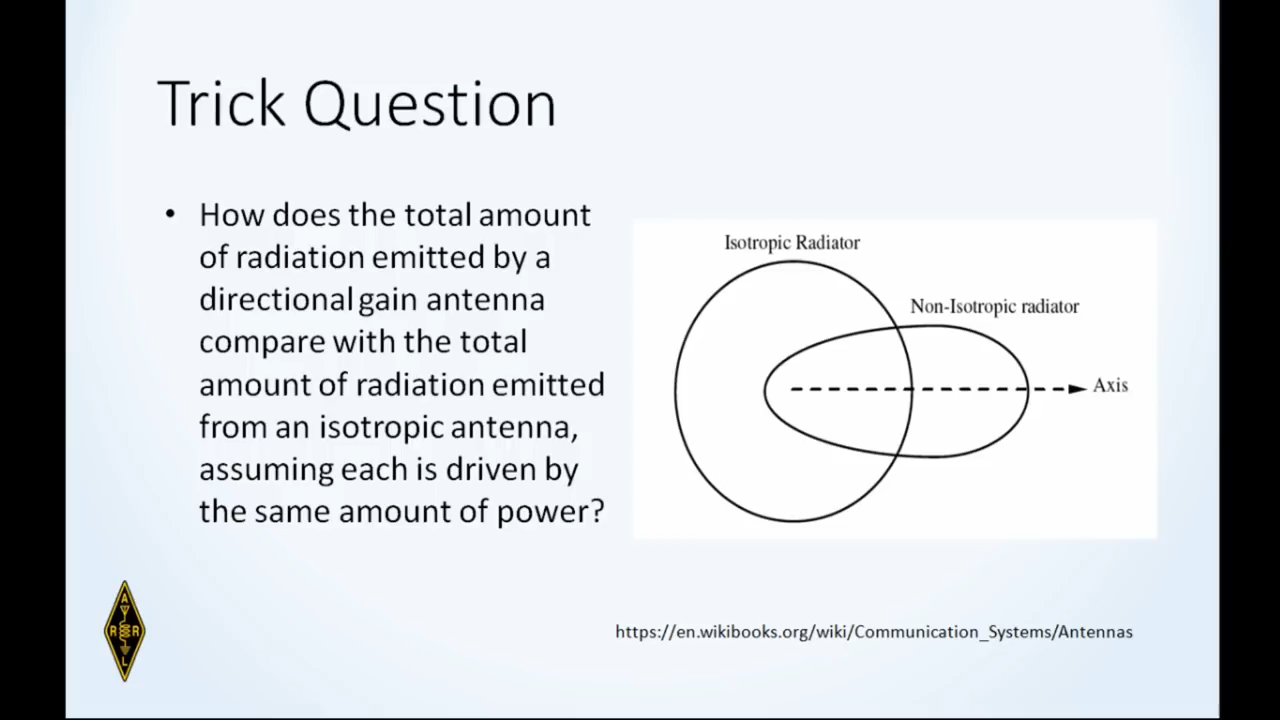 Trick Question
• How does the total amount
of radiation emitted by a
directional gain antenna
compare with the total
amount of radiation emitted
from an isotropic antenna,
assuming each is driven by
the same amount of power?
Isotropic Radiator
Non-Isotropic radiator
Axis
A
R R
L
https://en.wikibooks.org/wiki/Communication_Systems/Antennas